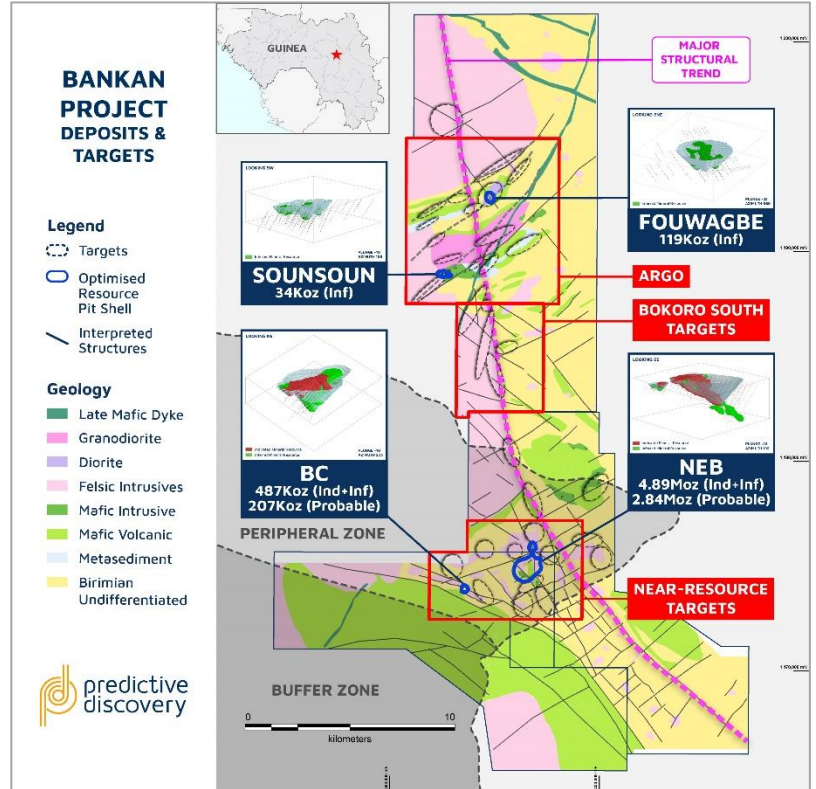 BANKAN
PROJECT
DEPOSITS &
TARGETS
Legend
Targets
Optimised
Resource
Pit Shell
Interpreted
Structures
Geology
Late Mafic Dyke
Granodiorite
Diorite
Felsic Intrusives
Mafic Intrusive
Mafic Volcanic
Metasediment
Birimian
Undifferentiated
predictive
discovery
GUINEA
MAJOR
STRUCTURAL
TREND
LOOKING SW
SOUNSOUN
34Koz (Inf)
FOUWAGBE
119Koz (Inf)
ARGO
BOKORO SOUTH
TARGETS
BC
487Koz (Ind+Inf)
207Koz (Probable)
NEB
4.89Moz (Ind+Inf)
2.84Moz (Probable)
PERIPHERAL ZONE
NEAR-RESOURCE
TARGETS
BUFFER ZONE
0
10
kilometers